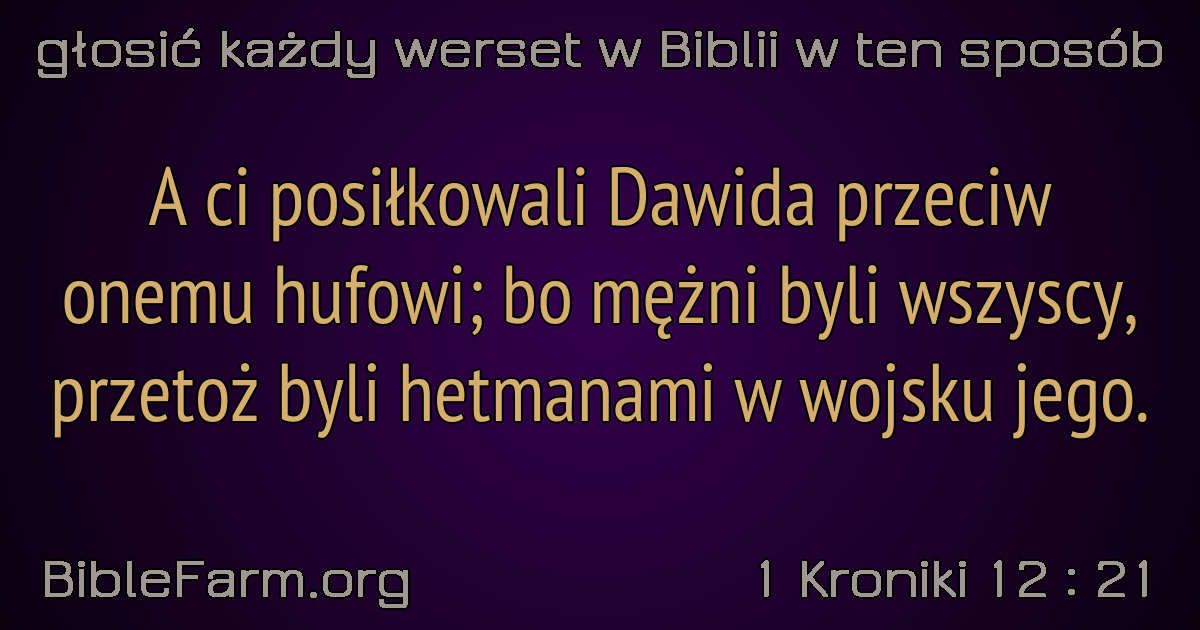 głosić każdy werset w Biblii w ten sposób
A ci posiłkowali Dawida przeciw
onemu hufowi; bo mężni byli wszyscy,
przetoż byli hetmanami w wojsku jego.
BibleFarm.org
1 Kroniki 12 : 21